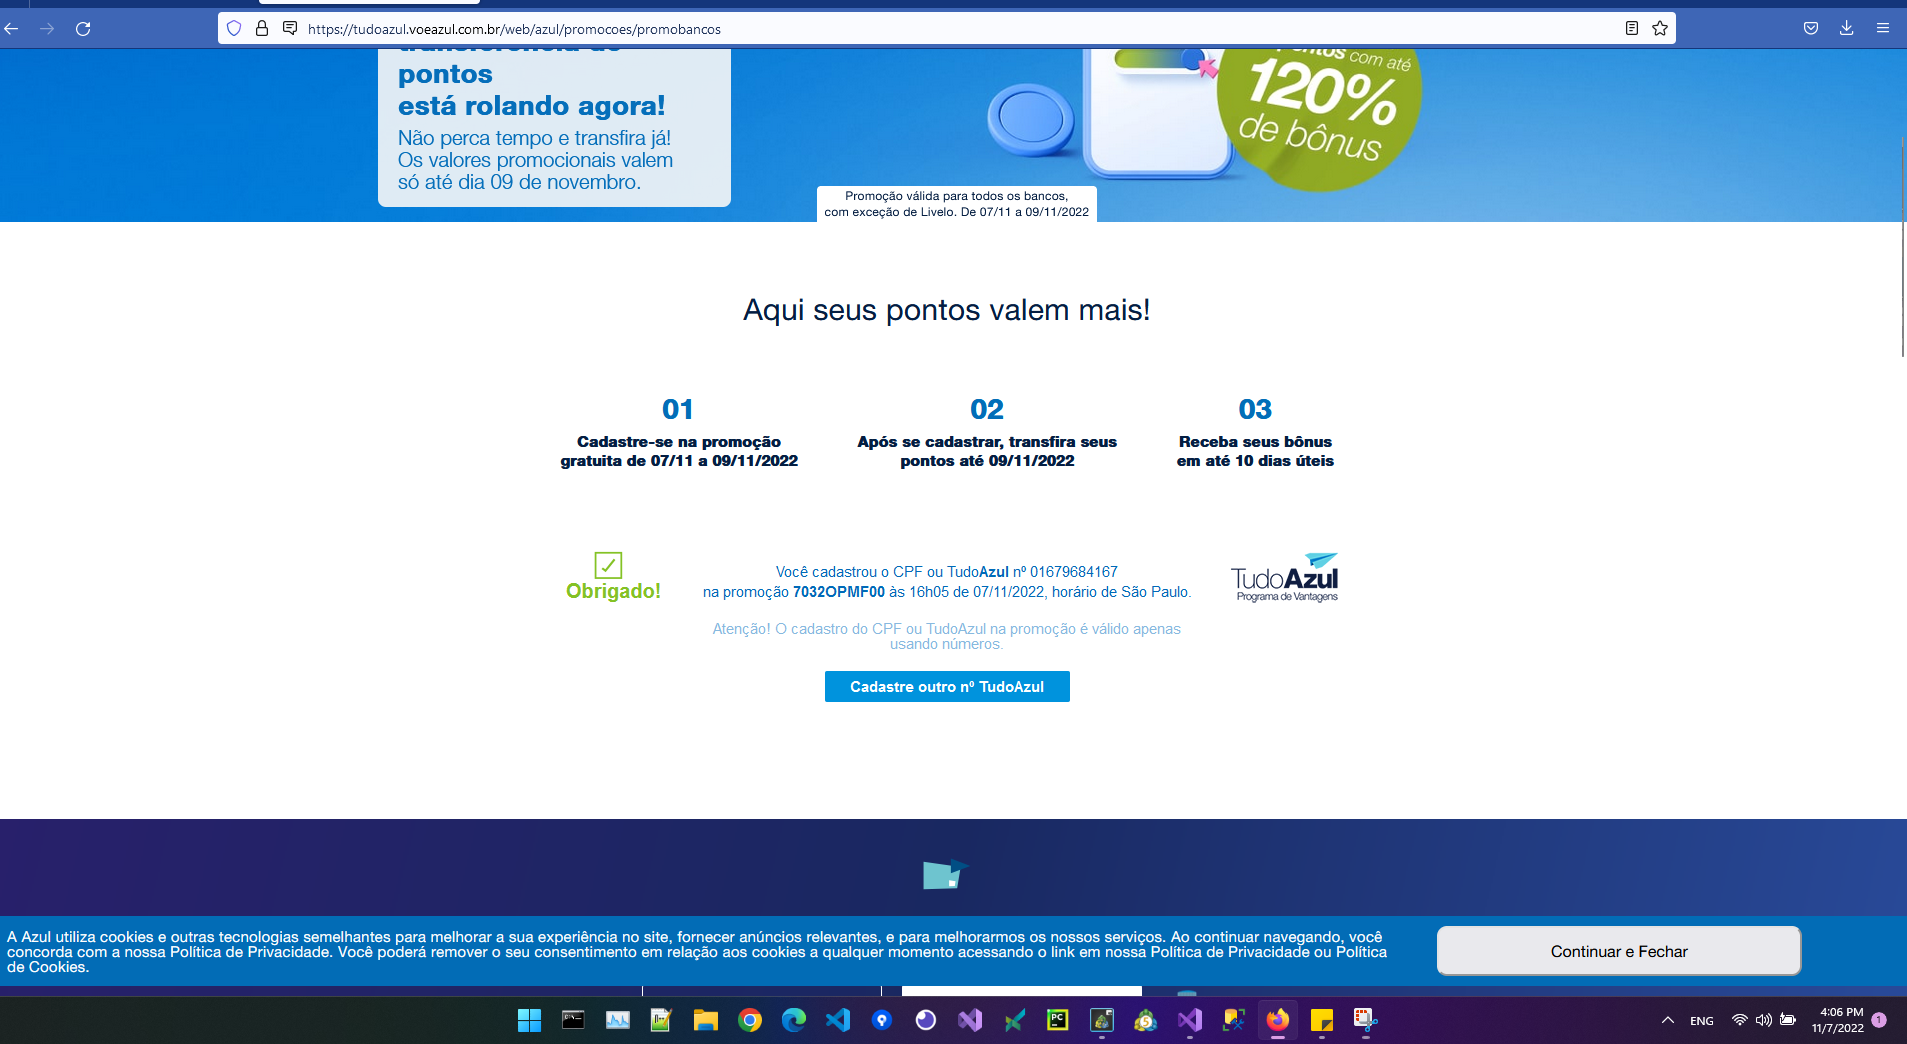 https://tudoazul.voeazul.com.br/web/azul/promocoes/promobancos
transferência de
pontos
está rolando agora!
Não perca tempo e transfira já!
Os valores promocionais valem
só até dia 09 de novembro.
pontos com até
120%
de bônus
Promoção válida para todos os bancos,
com exceção de Livelo. De 07/11 a 09/11/2022
Aqui seus pontos valem mais!
01
Cadastre-se na promoção
gratuita de 07/11 a 09/11/2022
02
Após se cadastrar, transfira seus
pontos até 09/11/2022
03
Receba seus bônus
em até 10 dias úteis
Obrigado!
Você cadastrou o CPF ou TudoAzul nº 01679684167
na promoção 7032OPMF00 às 16h05 de 07/11/2022, horário de São Paulo.
Atenção! O cadastro do CPF ou TudoAzul na promoção é válido apenas
usando números.
TudoAzul
Programa de Vantagens
Cadastre outro nº TudoAzul
A Azul utiliza cookies e outras tecnologias semelhantes para melhorar a sua experiência no site, fornecer anúncios relevantes, e para melhorarmos os nossos serviços. Ao continuar navegando, você
concorda com a nossa Política de Privacidade. Você poderá remover o seu consentimento em relação aos cookies a qualquer momento acessando o link em nossa Política de Privacidade ou Política
de Cookies.
Continuar e Fechar
PC
ENG
4:06 PM
11/7/2022
1